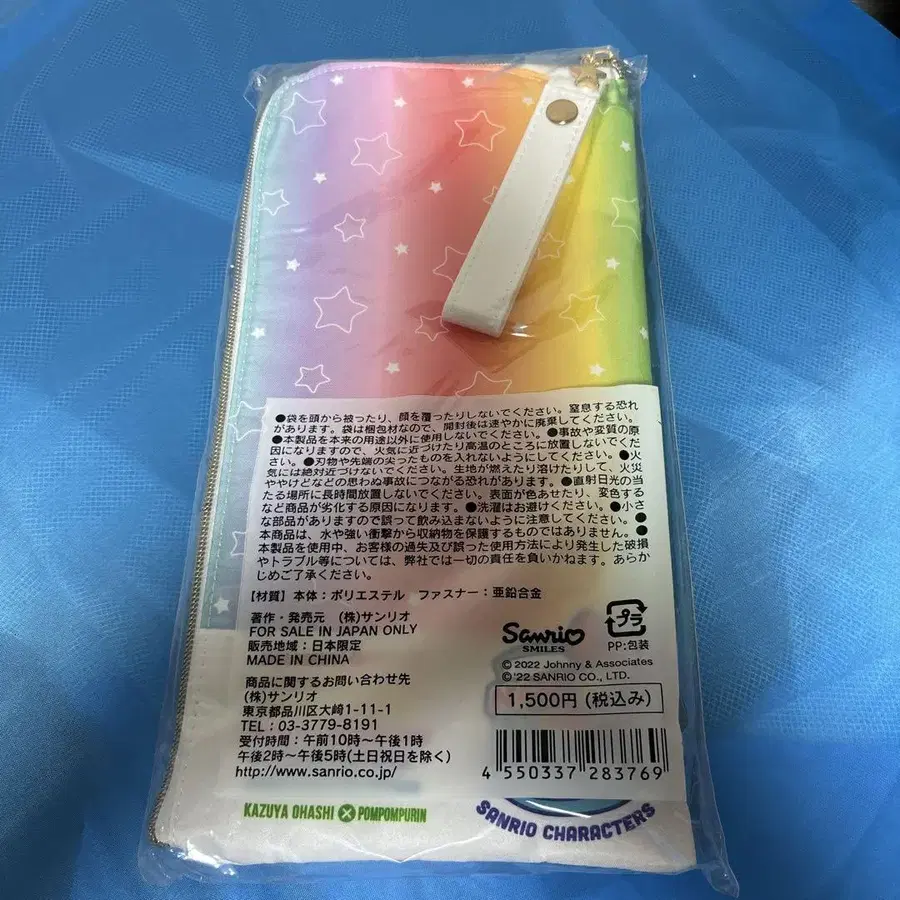 ●袋を頭から被ったり、顔を覆ったりしないでください。窒息する恐れ
があります。袋は梱包材なので、開封後は速やかに廃棄してください。
●本製品を本来の用途以外に使用しないでください。●事故や変質の原
因になりますので、火気に近づけたり高温のところに放置しないでくだ
さい。●刃物や先端の尖ったものを入れないようにしてください。●火
気には絶対近づけないでください。生地が燃えたり溶けたりして、火災
ややけどなどの思わぬ事故につながる恐れがあります。●直射日光の当
たる場所に長時間放置しないでください。表面が色あせたり、変色する
など商品が劣化する原因になります。●洗濯はお避けください。●小さ
な部品がありますので誤って飲み込まないように注意してください。●
本商品は、水や強い衝撃から収納物を保護するものではありません。●
本製品を使用中、お客様の過失及び誤った使用方法により発生した破損
やトラブル等については、弊社では一切の責任を負いかねます。あらか
じめご了承ください。
【材質】本体：ポリエステル ファスナー：亜鉛合金
著作・発売元 (株)サンリオ
FOR SALE IN JAPAN ONLY
販売地域：日本限定
MADE IN CHINA
商品に関するお問い合わせ先
(株)サンリオ
東京都品川区大崎1-11-1
TEL：03-3779-8191
受付時間：午前10時〜午後1時
午後2時〜午後5時(土日祝日を除く)
http://www.sanrio.co.jp/
Sanrio
SMILES
プラ
PP:包装
© 2022 Johnny & Associates
© '22 SANRIO CO., LTD.
1,500円 (税込み)
4 550337 283769
KAZUYA OHASHI × POMPOMPURIN
SANRIO CHARACTERS